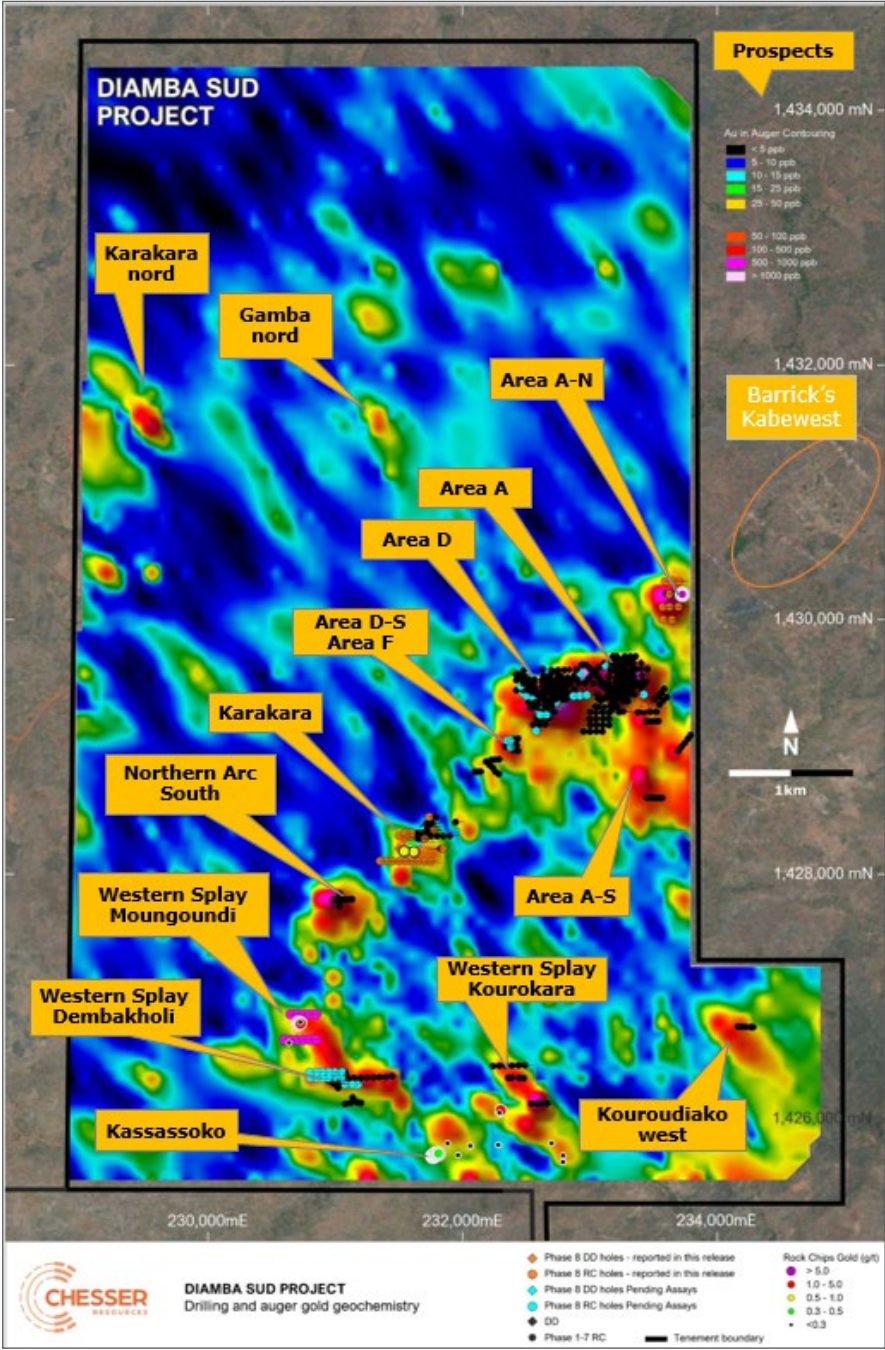 DIAMBA SUD
PROJECT
Prospects
1,434,000 mN
Au in Auger Contouring
< 5 ppb
5 - 10 ppb
10 - 15 ppb
15 - 25 ppb
25 - 50 ppb
50 - 100 ppb
100 - 500 ppb
500 - 1000 ppb
> 1000 ppb
Karakara
nord
Gamba
nord
1,432,000 mN
Area A-N
Barrick's
Kabewest
Area A
Area D
1,430,000 mN
Area D-S
Area F
Karakara
N
1km
Northern Arc
South
1,428,000 mN
Area A-S
Western Splay
Moungoundi
Western Splay
Kourokara
Western Splay
Dembakholi
Kouroudiako
west
1,426,000 mN
Kassassoko
230,000mE
232,000mE
234,000mE
CHESSER
RESOURCES
DIAMBA SUD PROJECT
Drilling and auger gold geochemistry
Phase 8 DD holes - reported in this release
Phase 8 RC holes - reported in this release
Phase 8 DD holes Pending Assays
Phase 8 RC holes Pending Assays
DD
Phase 1-7 RC
Tenement boundary
Rock Chips Gold (g/t)
> 5.0
1.0 - 5.0
0.5 - 1.0
0.3 - 0.5
<0.3